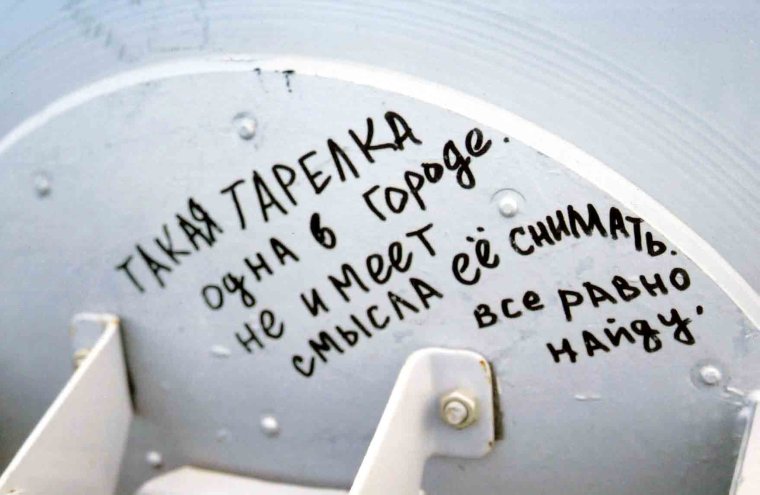 ТАКАЯ ТАРЕЛКА
одНА в городе.
не имеет
смысла её снимать.
все равно
найду.